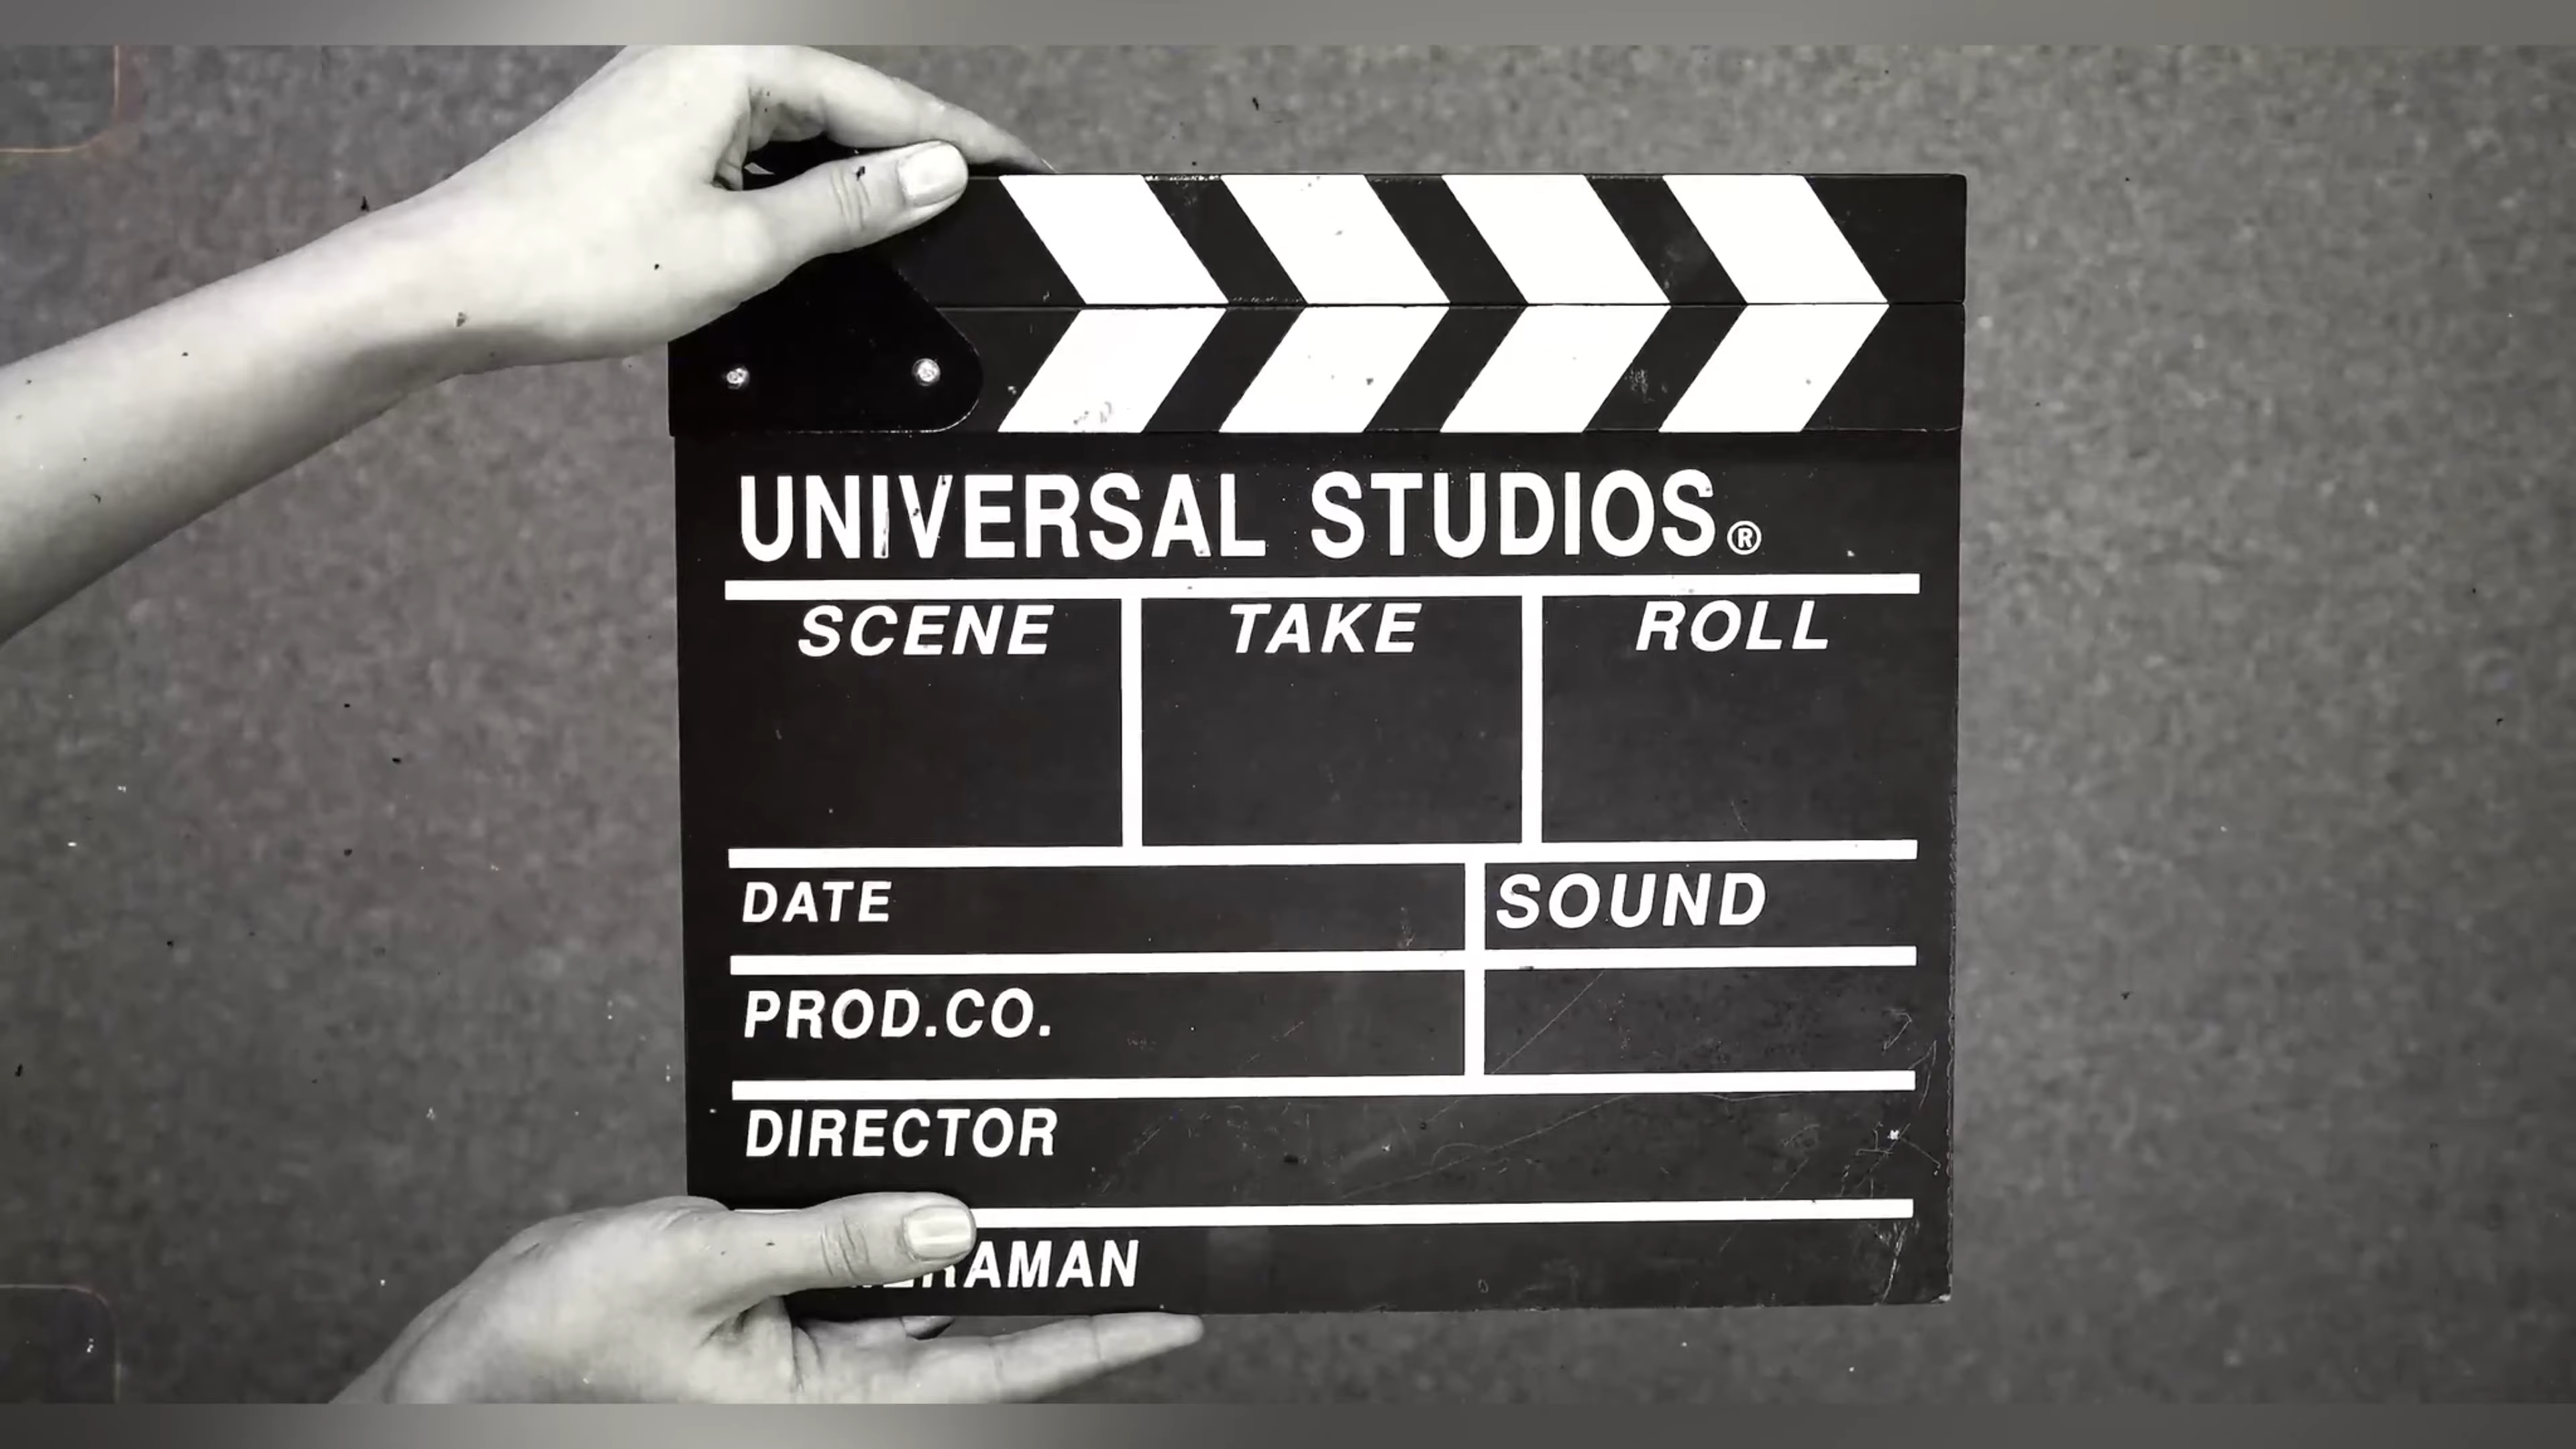 UNIVERSAL STUDIOS®
SCENE TAKE ROLL
DATE SOUND
PROD.CO.
DIRECTOR